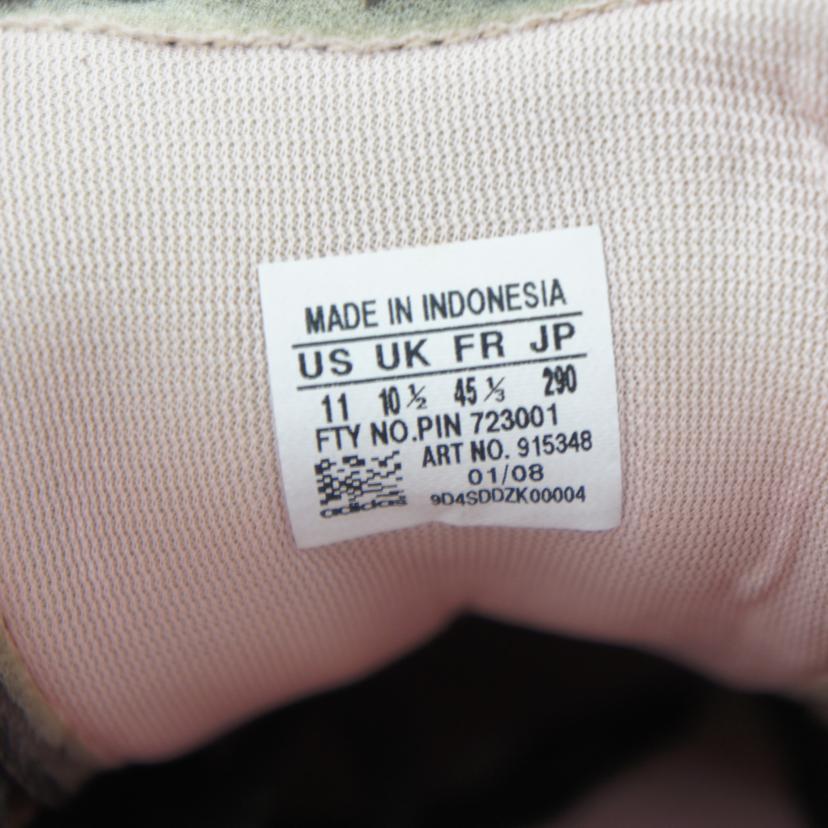 MADE IN INDONESIA
US UK FR JP
11 10 ½ 45 ⅓ 290
FTY NO.PIN 723001
ART NO. 915348
01/08
9D4SDDZK00004
adidas